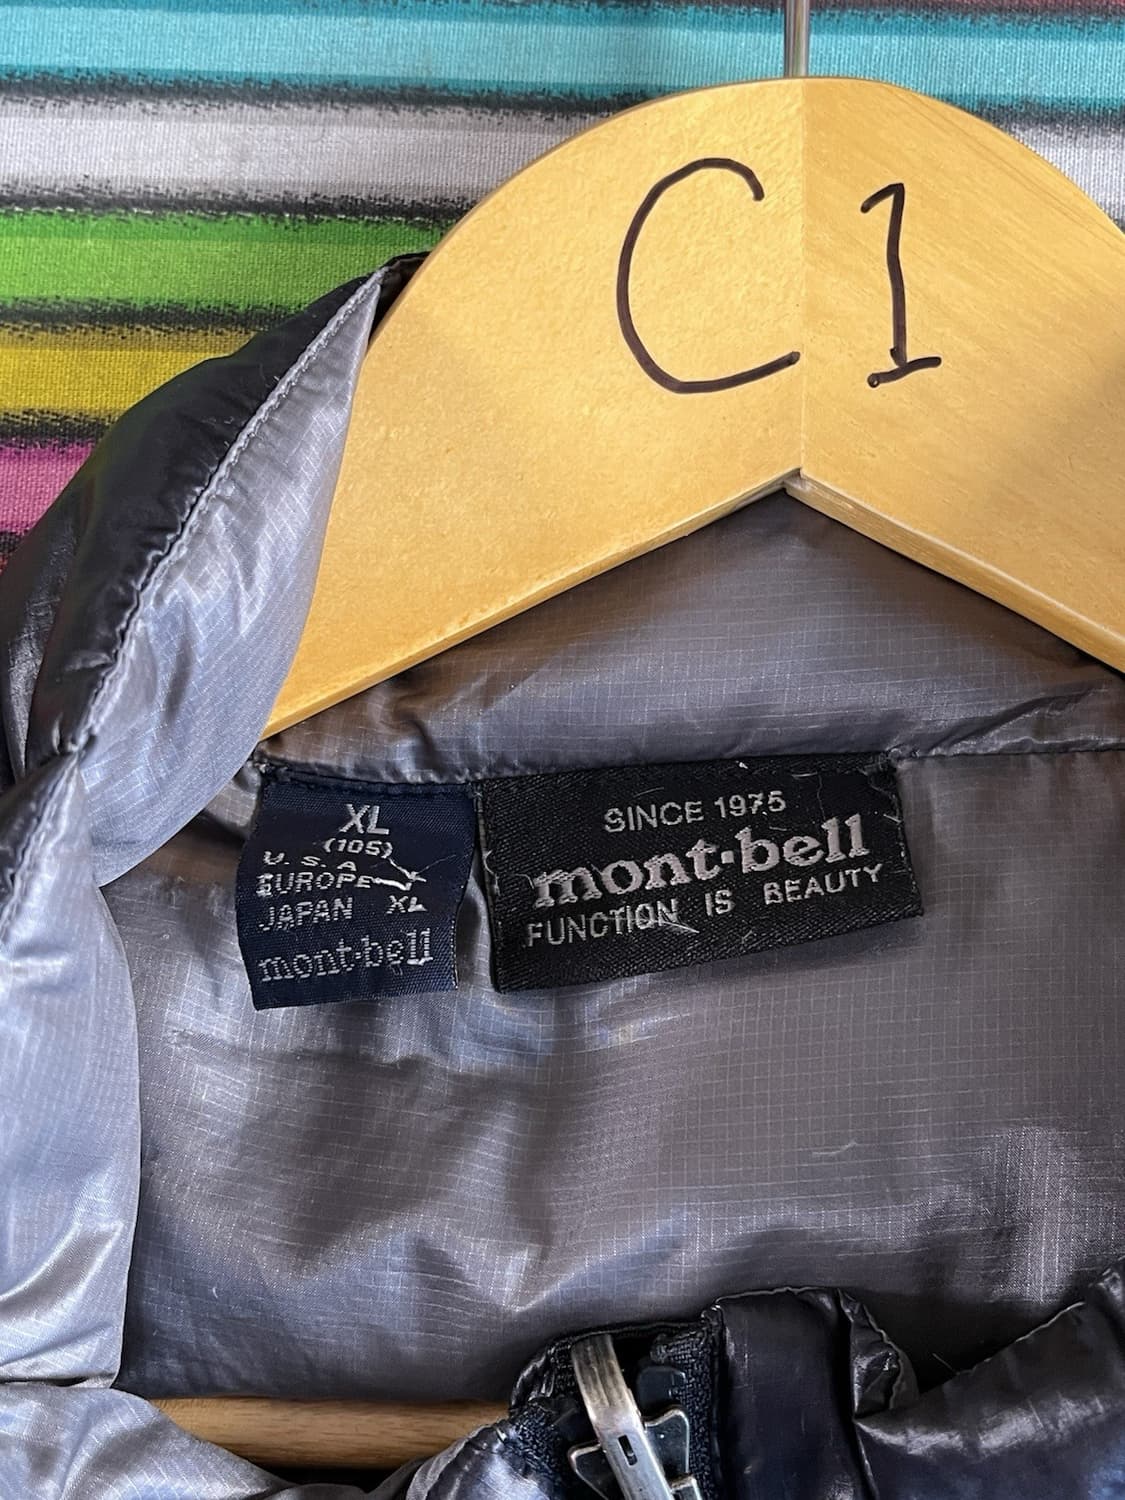 C1
XL
(105)
U.S.A
EUROPE
JAPAN XL
mont·bell
SINCE 1975
mont·bell
FUNCTION IS BEAUTY